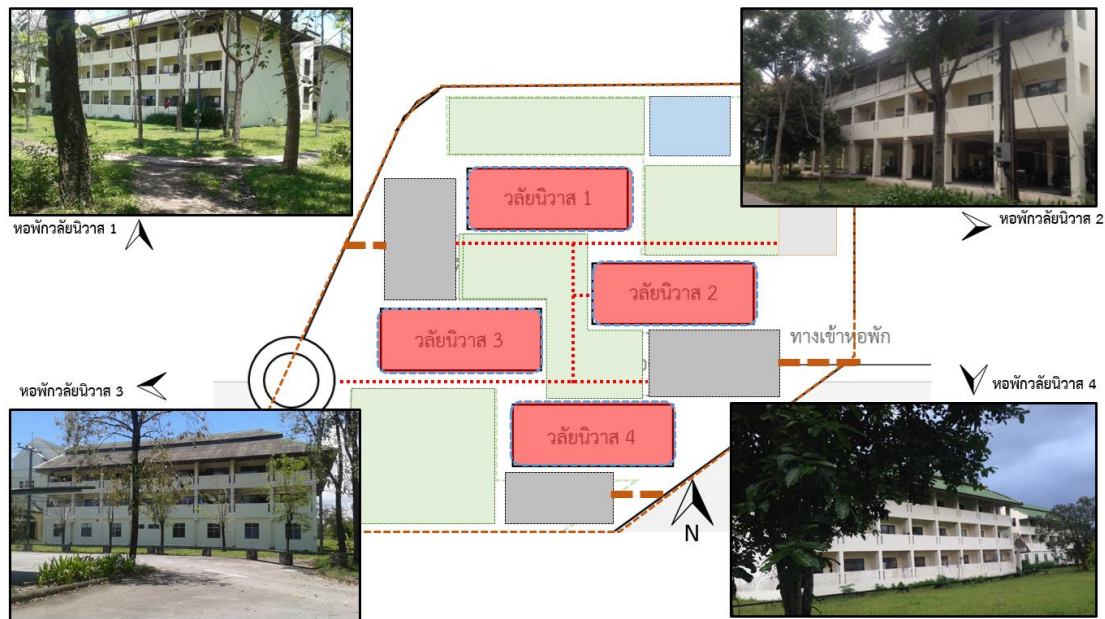 หอพักวลัยนิวาส 1
หอพักวลัยนิวาส 2
วลัยนิวาส 1
วลัยนิวาส 2
วลัยนิวาส 3
ทางเข้าหอพัก
หอพักวลัยนิวาส 3
หอพักวลัยนิวาส 4
วลัยนิวาส 4
N